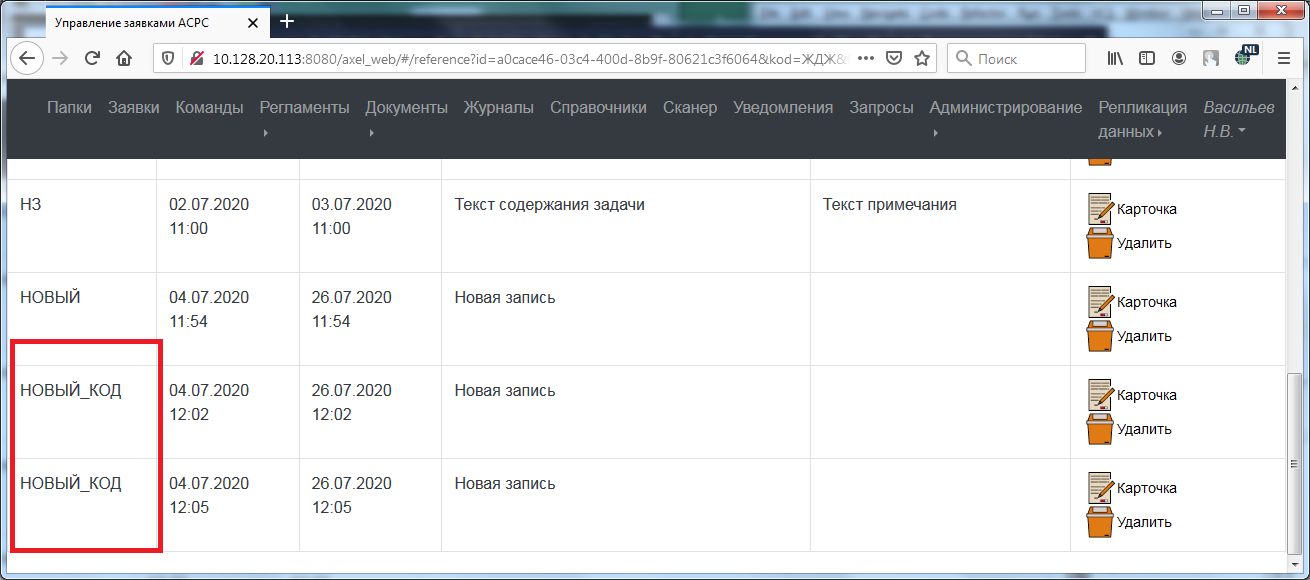 Управление заявками АСРС
10.128.20.113:8080/axel_web/#/reference?id=a0cace46-03c4-400d-8b9f-80621c3f6064&kod=ЖДЖ&
Поиск
NL
Папки Заявки Команды Регламенты Документы Журналы Справочники Сканер Уведомления Запросы Администрирование Репликация данных Васильев Н.В.
НЗ
02.07.2020
11:00
03.07.2020
11:00
Текст содержания задачи
Текст примечания
Карточка
Удалить
НОВЫЙ
04.07.2020
11:54
26.07.2020
11:54
Новая запись
Карточка
Удалить
НОВЫЙ_КОД
04.07.2020
12:02
26.07.2020
12:02
Новая запись
Карточка
Удалить
НОВЫЙ_КОД
04.07.2020
12:05
26.07.2020
12:05
Новая запись
Карточка
Удалить